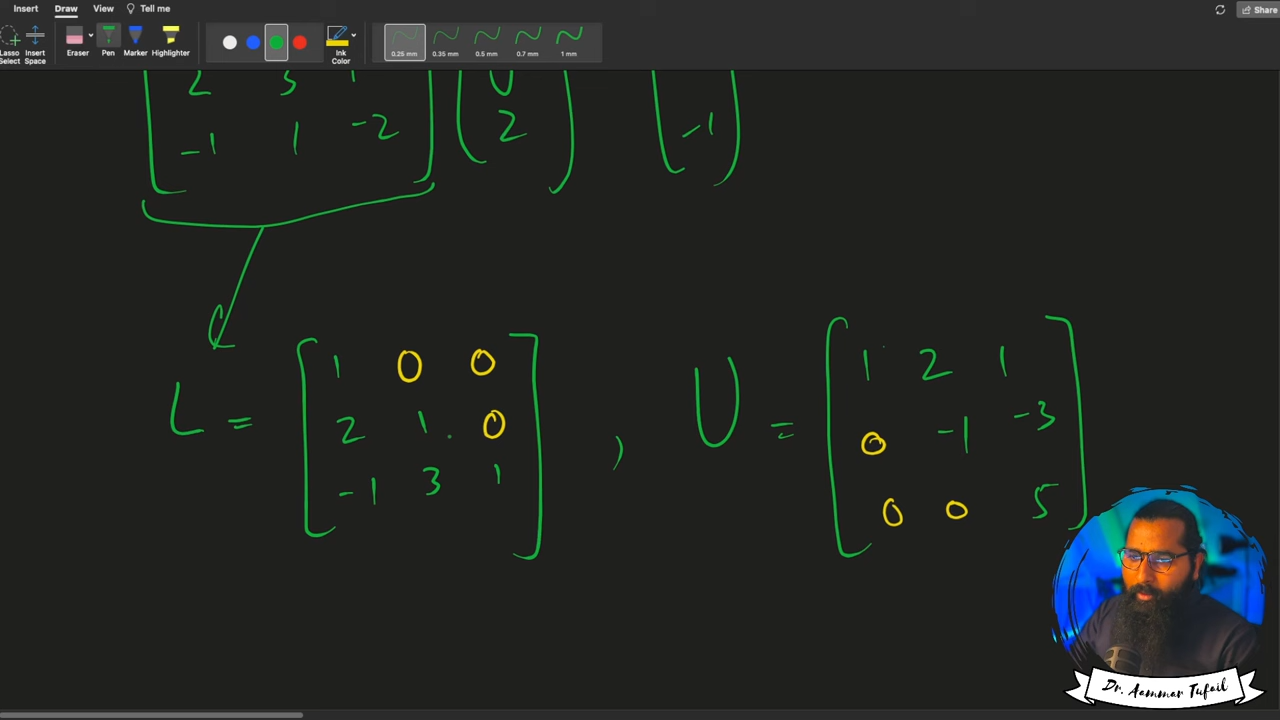 Insert Draw View Tell me Share
Lasso Select Insert Space Eraser Pen Marker Highlighter Ink Color 0.25 mm 0.35 mm 0.5 mm 0.7 mm 1 mm
2 3 1
-1 1 -2 2 -1
L = [ 1 0 0 , U = [ 1 2 1
2 1 0 0 -1 -3
-1 3 1 ] 0 0 5 ]
Dr. Aammar Tufail